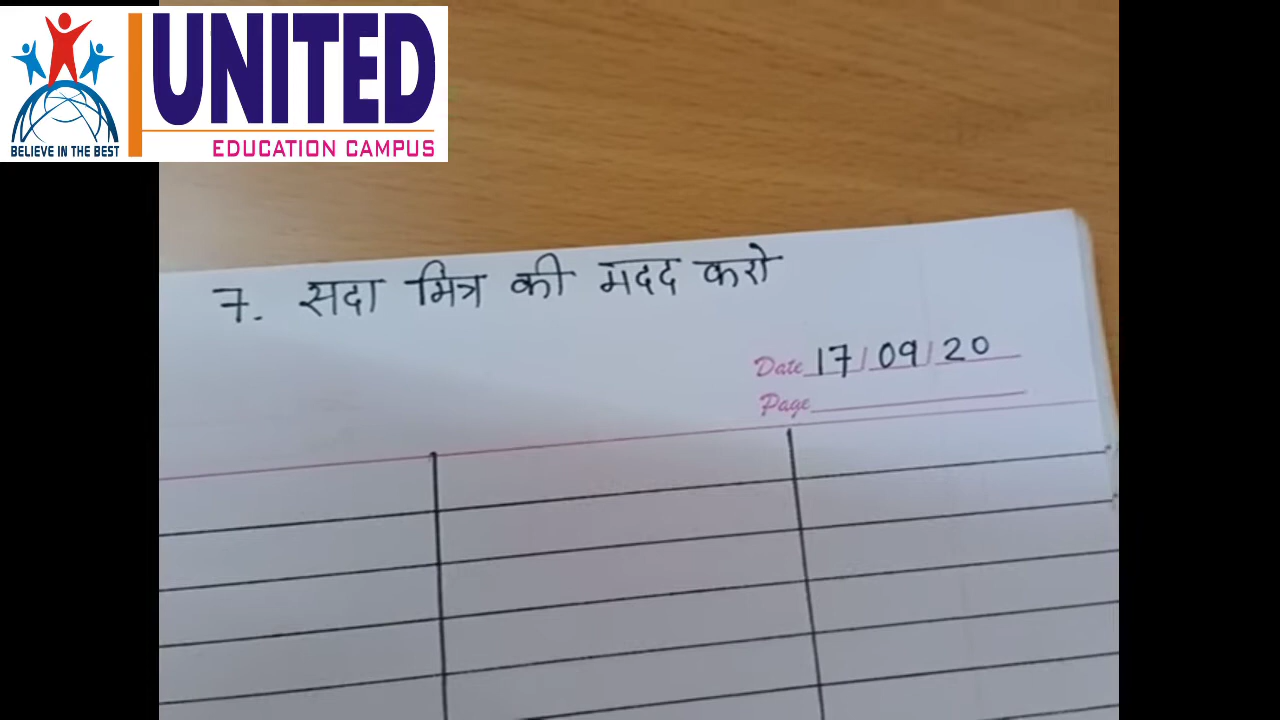 UNITED
EDUCATION CAMPUS
BELIEVE IN THE BEST
7. सदा मित्र की मदद करो
Date 17/09/20
Page